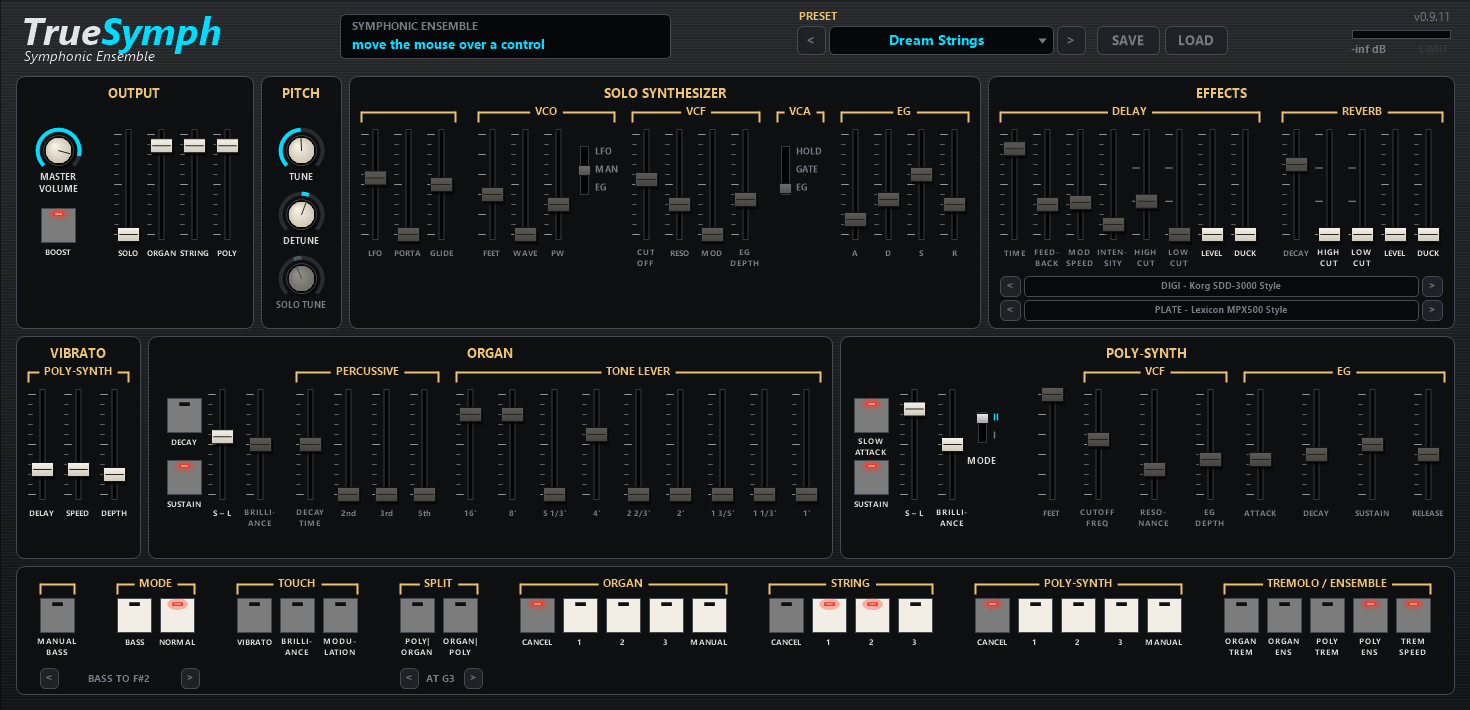 TrueSymph
Symphonic Ensemble
SYMPHONIC ENSEMBLE
move the mouse over a control
PRESET
< Dream Strings > SAVE LOAD
v0.9.11
-inf dB LIMIT
OUTPUT
MASTER VOLUME
BOOST
SOLO ORGAN STRING POLY
PITCH
TUNE
DETUNE
SOLO TUNE
SOLO SYNTHESIZER
VCO VCF VCA EG
LFO PORTA GLIDE
FEET WAVE PW
LFO
MAN
EG
CUT OFF RESO MOD EG DEPTH
HOLD
GATE
EG
A D S R
EFFECTS
DELAY REVERB
TIME FEED-BACK MOD SPEED INTEN-SITY HIGH CUT LOW CUT LEVEL DUCK
DECAY HIGH CUT LOW CUT LEVEL DUCK
< DIGI - Korg SDD-3000 Style >
< PLATE - Lexicon MPX500 Style >
VIBRATO
POLY-SYNTH
DELAY SPEED DEPTH
ORGAN
PERCUSSIVE TONE LEVER
DECAY
SUSTAIN
S ~ L BRILLI-ANCE
DECAY TIME 2nd 3rd 5th
16' 8' 5 1/3' 4' 2 2/3' 2' 1 3/5' 1 1/3' 1'
POLY-SYNTH
VCF EG
SLOW ATTACK
SUSTAIN
S ~ L BRILLI-ANCE
II
I
MODE
FEET CUTOFF FREQ RESO-NANCE EG DEPTH
ATTACK DECAY SUSTAIN RELEASE
MANUAL BASS
MODE
BASS NORMAL
< BASS TO F#2 >
TOUCH
VIBRATO BRILLI-ANCE MODU-LATION
SPLIT
POLY| ORGAN ORGAN| POLY
< AT G3 >
ORGAN
CANCEL 1 2 3 MANUAL
STRING
CANCEL 1 2 3
POLY-SYNTH
CANCEL 1 2 3 MANUAL
TREMOLO / ENSEMBLE
ORGAN TREM ORGAN ENS POLY TREM POLY ENS TREM SPEED